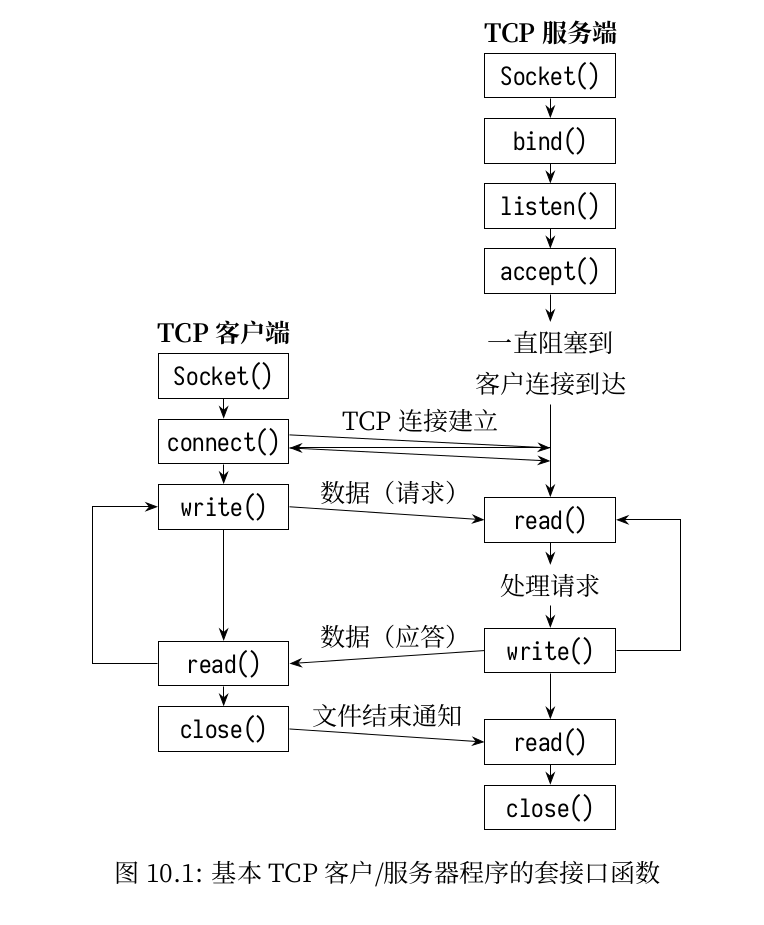 TCP 服务端
Socket()
bind()
listen()
accept()
一直阻塞到
客户连接到达
TCP 客户端
Socket()
connect()
TCP 连接建立
write()
数据（请求）
read()
处理请求
数据（应答）
write()
read()
close()
文件结束通知
read()
close()
图 10.1: 基本 TCP 客户/服务器程序的套接口函数